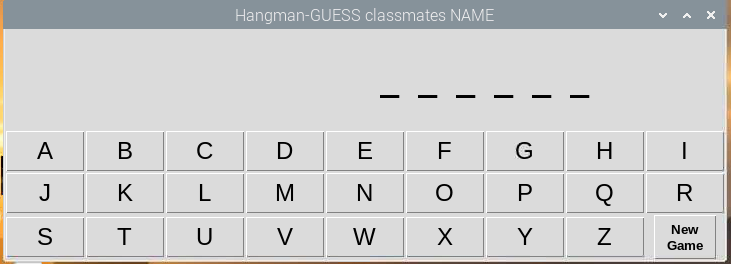 Hangman-GUESS classmates NAME
_ _ _ _ _ _
A B C D E F G H I
J K L M N O P Q R
S T U V W X Y Z New Game